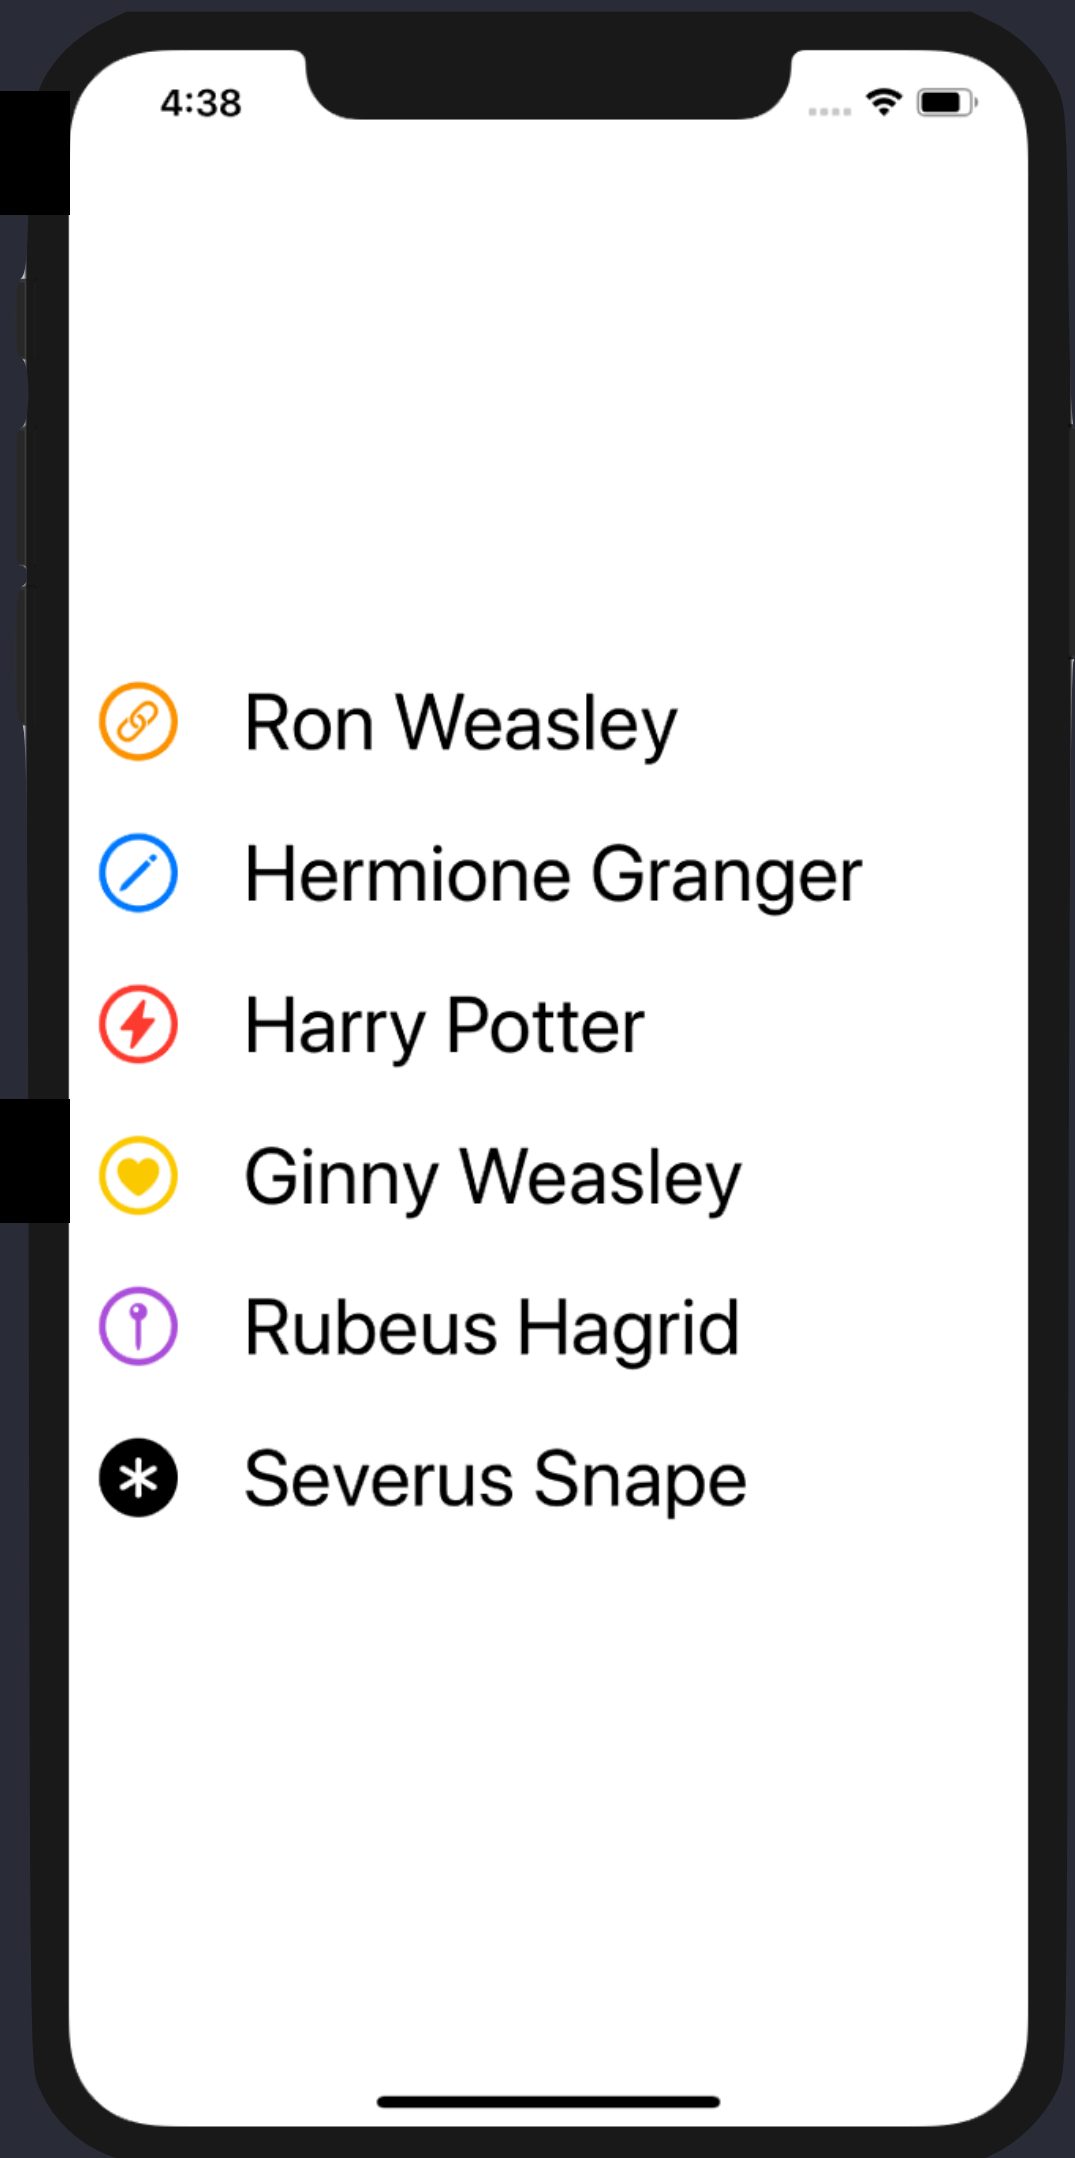 4:38
Ron Weasley
Hermione Granger
Harry Potter
Ginny Weasley
Rubeus Hagrid
Severus Snape